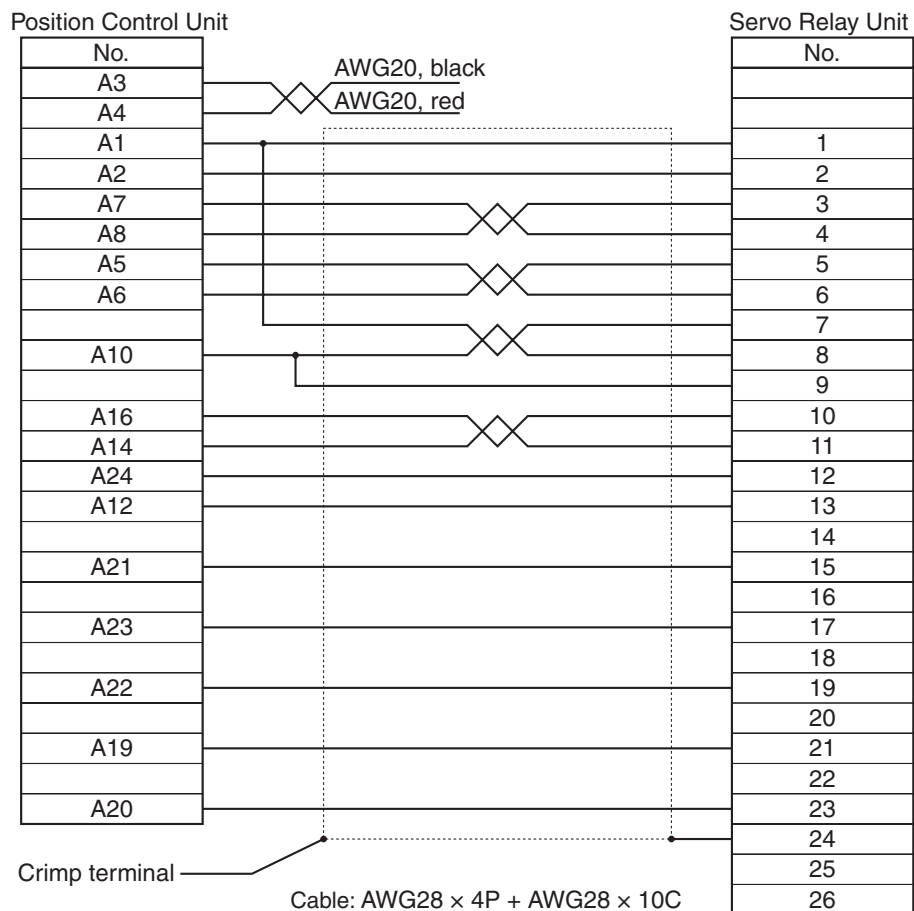 Position Control Unit Servo Relay Unit
No. No.
A3 AWG20, black
A4 AWG20, red
A1 1
A2 2
A7 3
A8 4
A5 5
A6 6
7
A10 8
9
A16 10
A14 11
A24 12
A12 13
14
A21 15
16
A23 17
18
A22 19
20
A19 21
22
A20 23
24
Crimp terminal 25
Cable: AWG28 × 4P + AWG28 × 10C 26